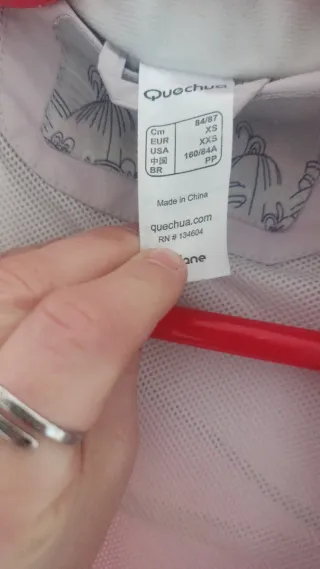 Quechua
Cm 84/87
EUR XS
USA XXS
中国 160/84A
BR PP
Made in China
quechua.com
RN # 134604